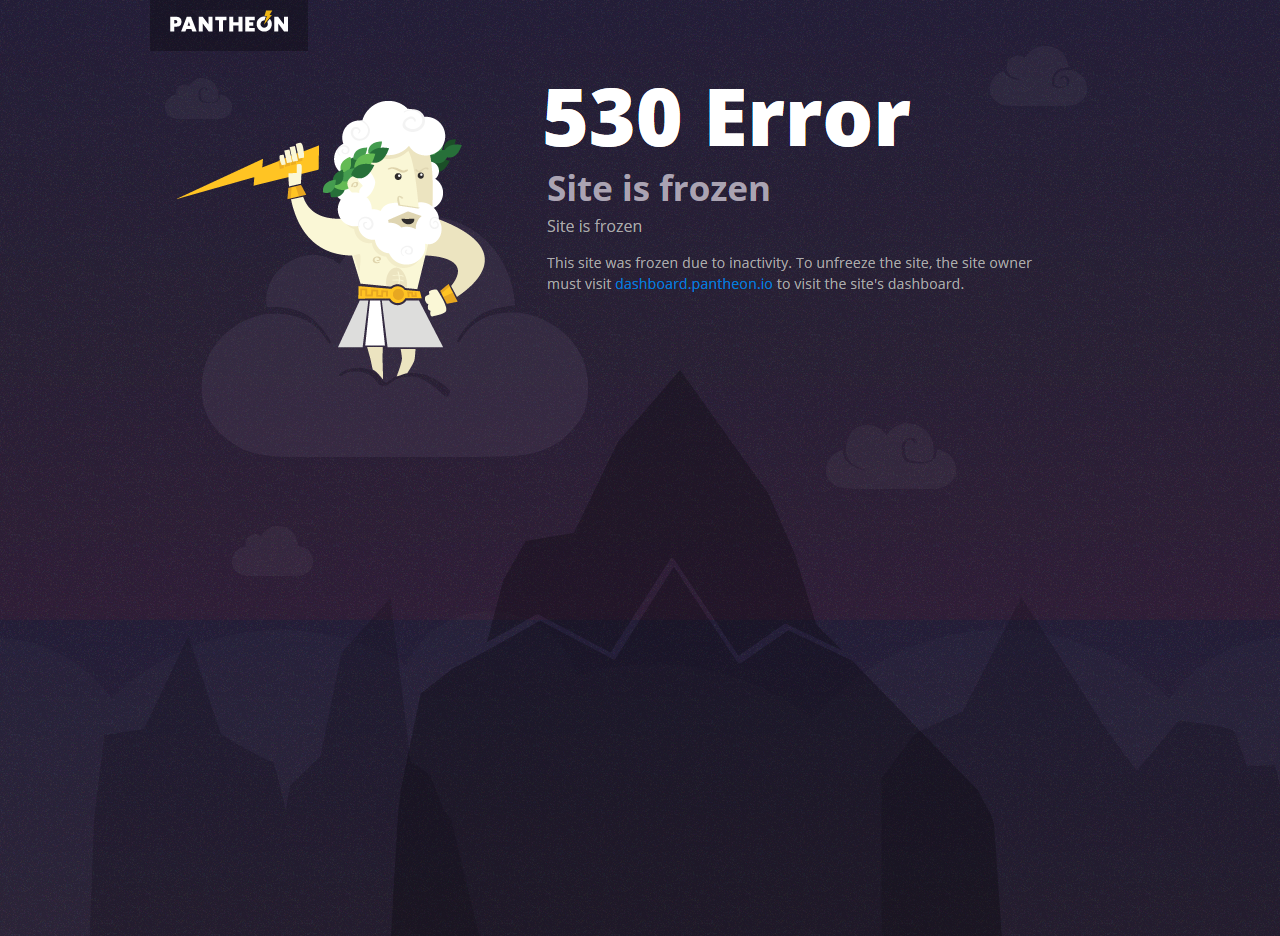 PANTHEON
530 Error
Site is frozen
Site is frozen
This site was frozen due to inactivity. To unfreeze the site, the site owner
must visit dashboard.pantheon.io to visit the site's dashboard.